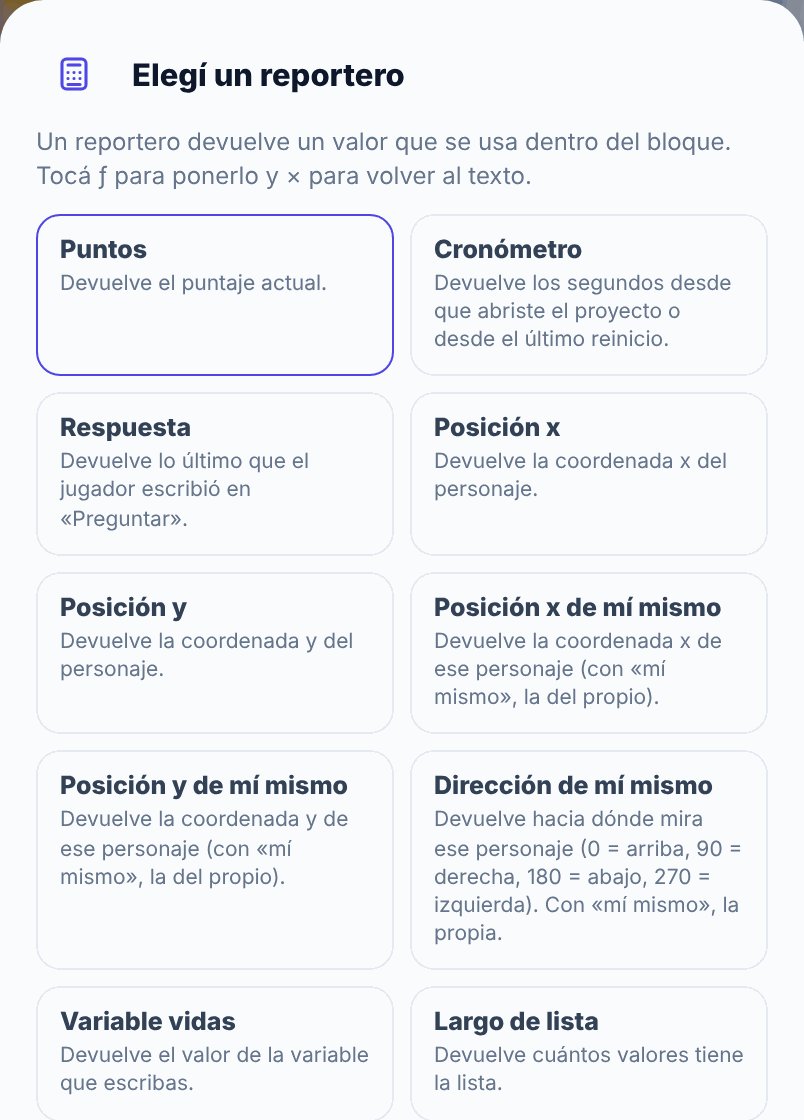 Elegí un reportero
Un reportero devuelve un valor que se usa dentro del bloque.
Tocá ƒ para ponerlo y × para volver al texto.
Puntos
Devuelve el puntaje actual.
Cronómetro
Devuelve los segundos desde
que abriste el proyecto o
desde el último reinicio.
Respuesta
Devuelve lo último que el
jugador escribió en
«Preguntar».
Posición x
Devuelve la coordenada x del
personaje.
Posición y
Devuelve la coordenada y del
personaje.
Posición x de mí mismo
Devuelve la coordenada x de
ese personaje (con «mí
mismo», la del propio).
Posición y de mí mismo
Devuelve la coordenada y de
ese personaje (con «mí
mismo», la del propio).
Dirección de mí mismo
Devuelve hacia dónde mira
ese personaje (0 = arriba, 90 =
derecha, 180 = abajo, 270 =
izquierda). Con «mí mismo», la
propia.
Variable vidas
Devuelve el valor de la variable
que escribas.
Largo de lista
Devuelve cuántos valores tiene
la lista.